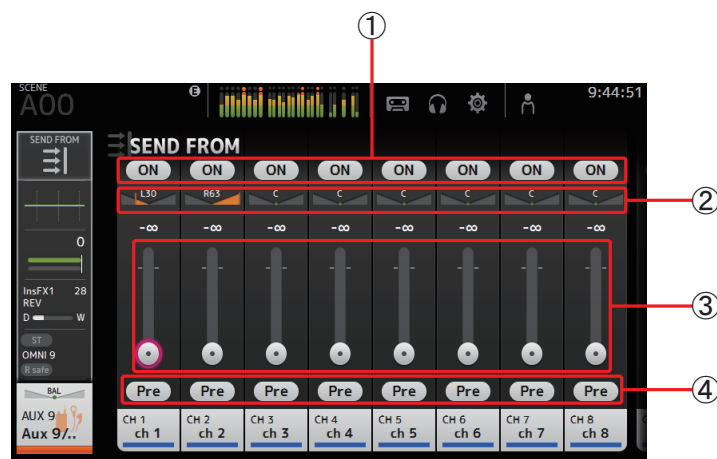 ①
SCENE
A00
E
9:44:51
SEND FROM
SEND FROM
ON ON ON ON ON ON ON ON
②
L30 R63 C C C C C C
-∞ -∞ -∞ -∞ -∞ -∞ -∞ -∞
0
③
InsFX1 28
REV
D W
ST
OMNI 9
R safe
④
Pre Pre Pre Pre Pre Pre Pre Pre
BAL
AUX 9
Aux 9/..
CH 1 CH 2 CH 3 CH 4 CH 5 CH 6 CH 7 CH 8
ch 1 ch 2 ch 3 ch 4 ch 5 ch 6 ch 7 ch 8